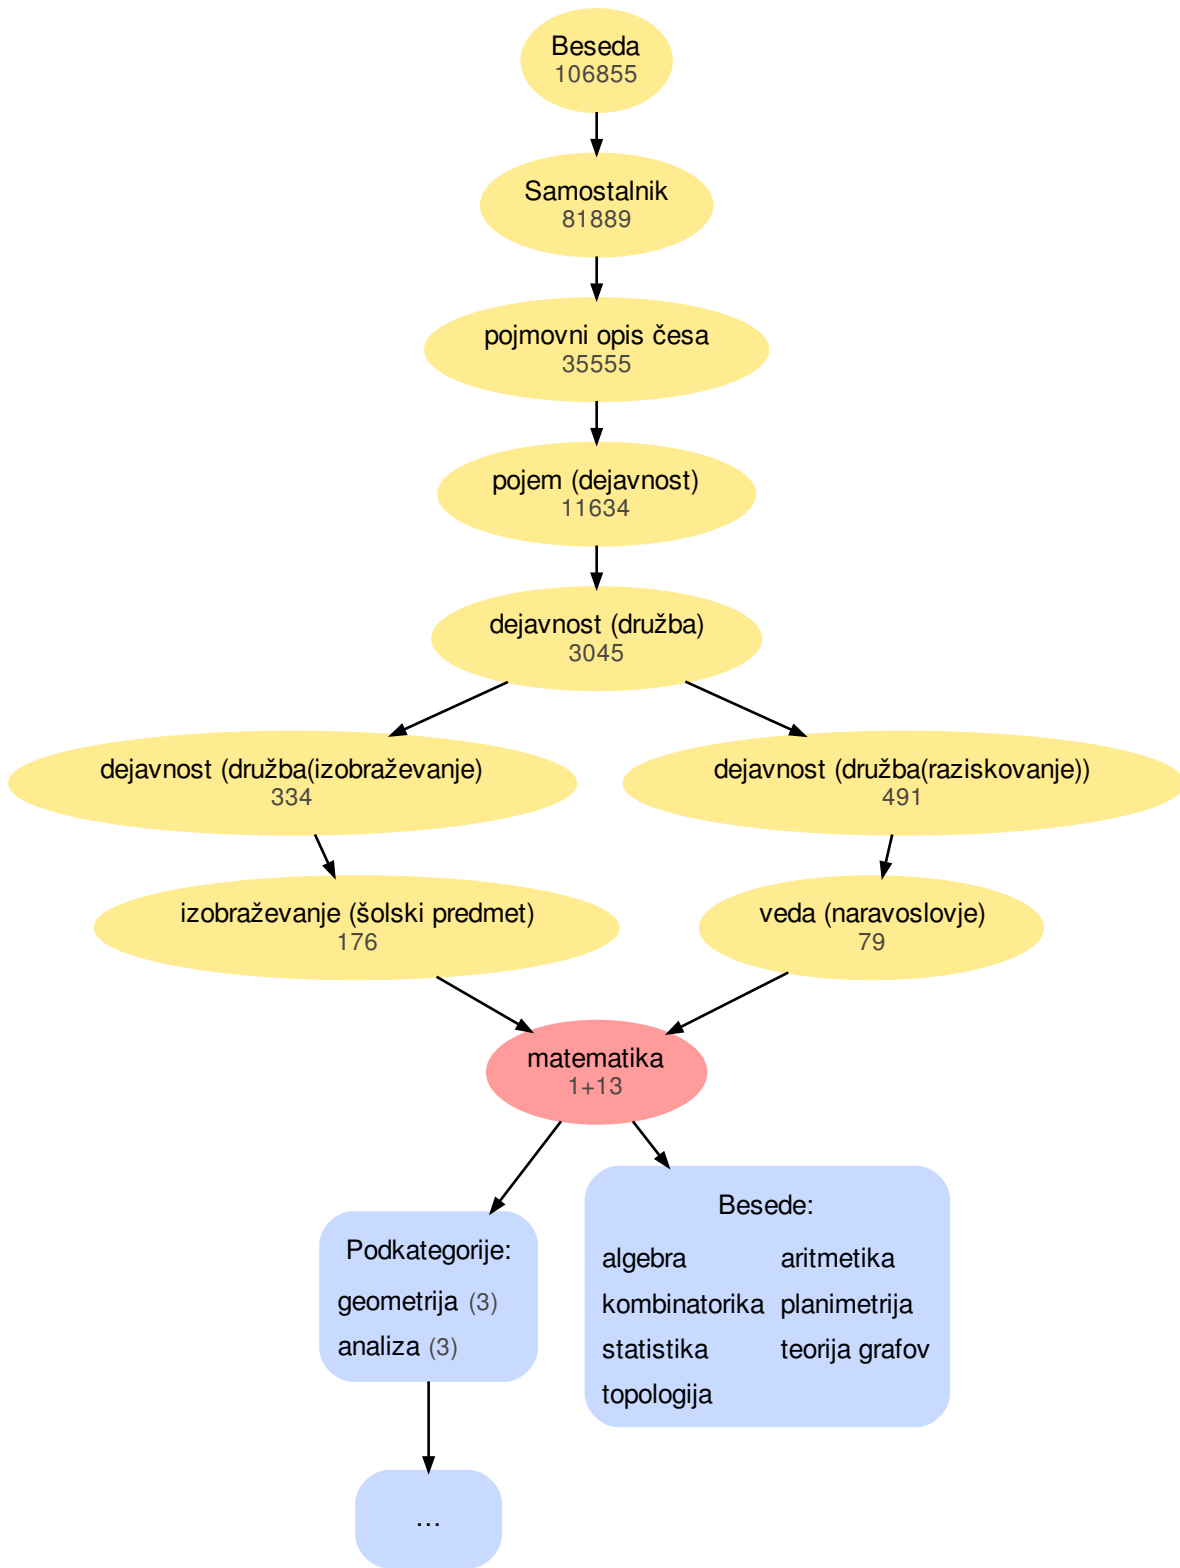 Beseda
106855
Samostalnik
81889
pojmovni opis česa
35555
pojem (dejavnost)
11634
dejavnost (družba)
3045
dejavnost (družba(izobraževanje)
334
dejavnost (družba(raziskovanje))
491
izobraževanje (šolski predmet)
176
veda (naravoslovje)
79
matematika
1+13
Podkategorije:
geometrija (3)
analiza (3)
Besede:
algebra aritmetika
kombinatorika planimetrija
statistika teorija grafov
topologija
...